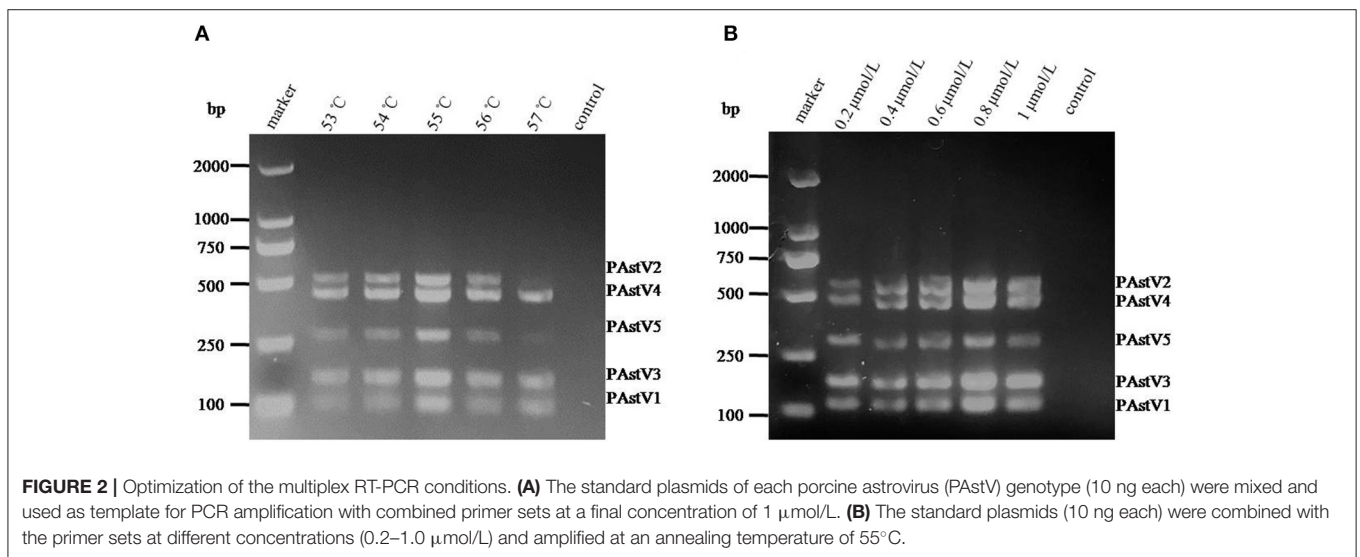 A
bp
marker
53 °C
54 °C
55 °C
56 °C
57 °C
control
2000
1000
750
500
250
100
PAstV2
PAstV4
PAstV5
PAstV3
PAstV1
B
bp
marker
0.2 μmol/L
0.4 μmol/L
0.6 μmol/L
0.8 μmol/L
1 μmol/L
control
2000
1000
750
500
250
100
PAstV2
PAstV4
PAstV5
PAstV3
PAstV1
FIGURE 2 | Optimization of the multiplex RT-PCR conditions. (A) The standard plasmids of each porcine astrovirus (PAstV) genotype (10 ng each) were mixed and
used as template for PCR amplification with combined primer sets at a final concentration of 1 μmol/L. (B) The standard plasmids (10 ng each) were combined with
the primer sets at different concentrations (0.2–1.0 μmol/L) and amplified at an annealing temperature of 55°C.